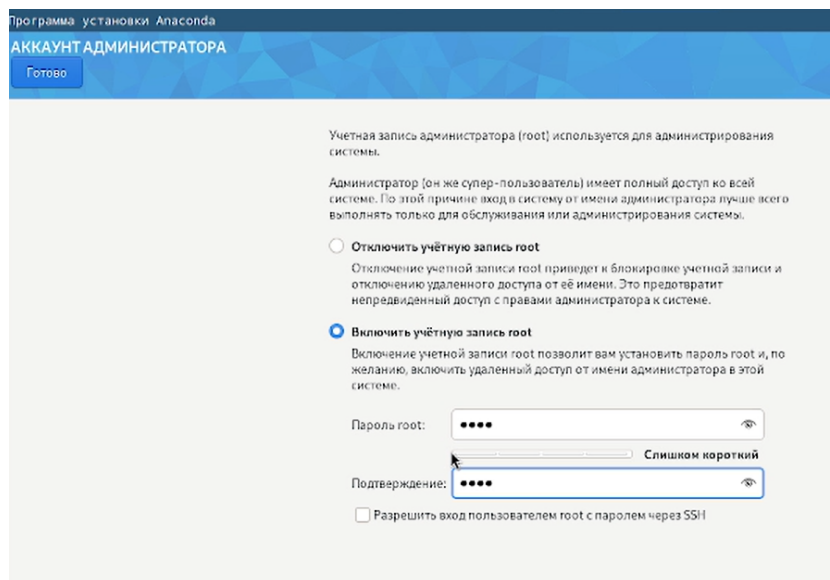 Программа установки Anaconda
АККАУНТ АДМИНИСТРАТОРА
Готово
Учетная запись администратора (root) используется для администрирования
системы.
Администратор (он же супер-пользователь) имеет полный доступ ко всей
системе. По этой причине вход в систему от имени администратора лучше всего
выполнять только для обслуживания или администрирования системы.
Отключить учётную запись root
Отключение учетной записи root приведет к блокировке учетной записи и
отключению удаленного доступа от её имени. Это предотвратит
непредвиденный доступ с правами администратора к системе.
Включить учётную запись root
Включение учетной записи root позволит вам установить пароль root и, по
желанию, включить удаленный доступ от имени администратора в этой
системе.
Пароль root: ●●●●
Слишком короткий
Подтверждение: ●●●●
Разрешить вход пользователем root с паролем через SSH